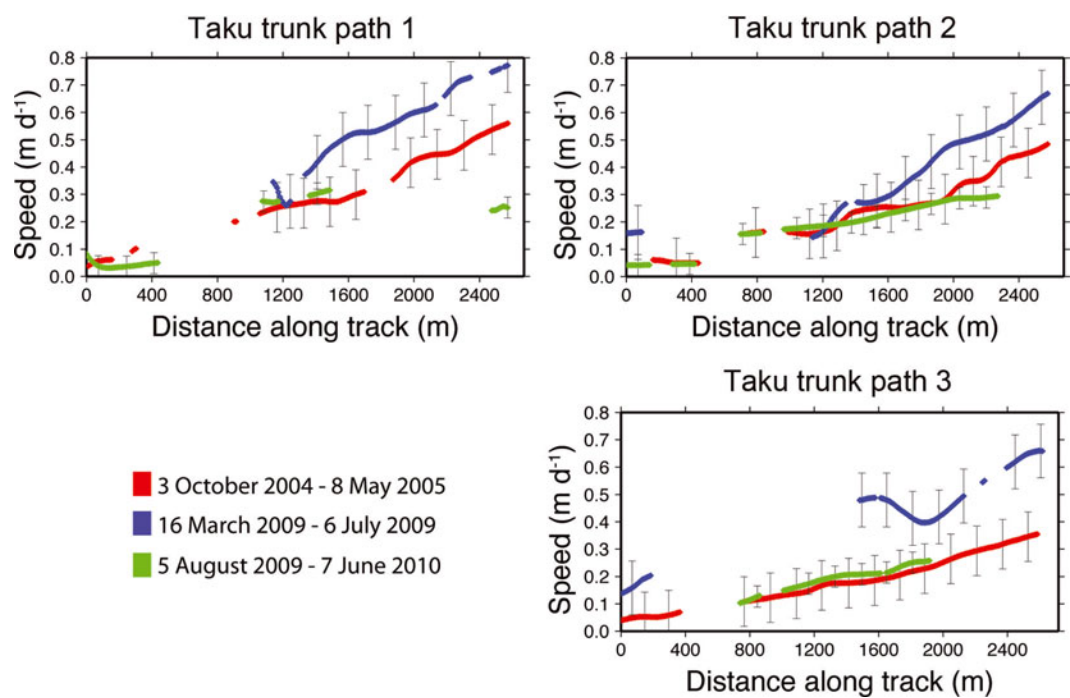 Taku trunk path 1
0.8
0.7
0.6
0.5
0.4
0.3
0.2
0.1
0.0
Speed (m d⁻¹)
0 400 800 1200 1600 2000 2400
Distance along track (m)
Taku trunk path 2
0.8
0.7
0.6
0.5
0.4
0.3
0.2
0.1
0.0
Speed (m d⁻¹)
0 400 800 1200 1600 2000 2400
Distance along track (m)
Taku trunk path 3
0.8
0.7
0.6
0.5
0.4
0.3
0.2
0.1
0.0
Speed (m d⁻¹)
0 400 800 1200 1600 2000 2400
Distance along track (m)
3 October 2004 - 8 May 2005
16 March 2009 - 6 July 2009
5 August 2009 - 7 June 2010